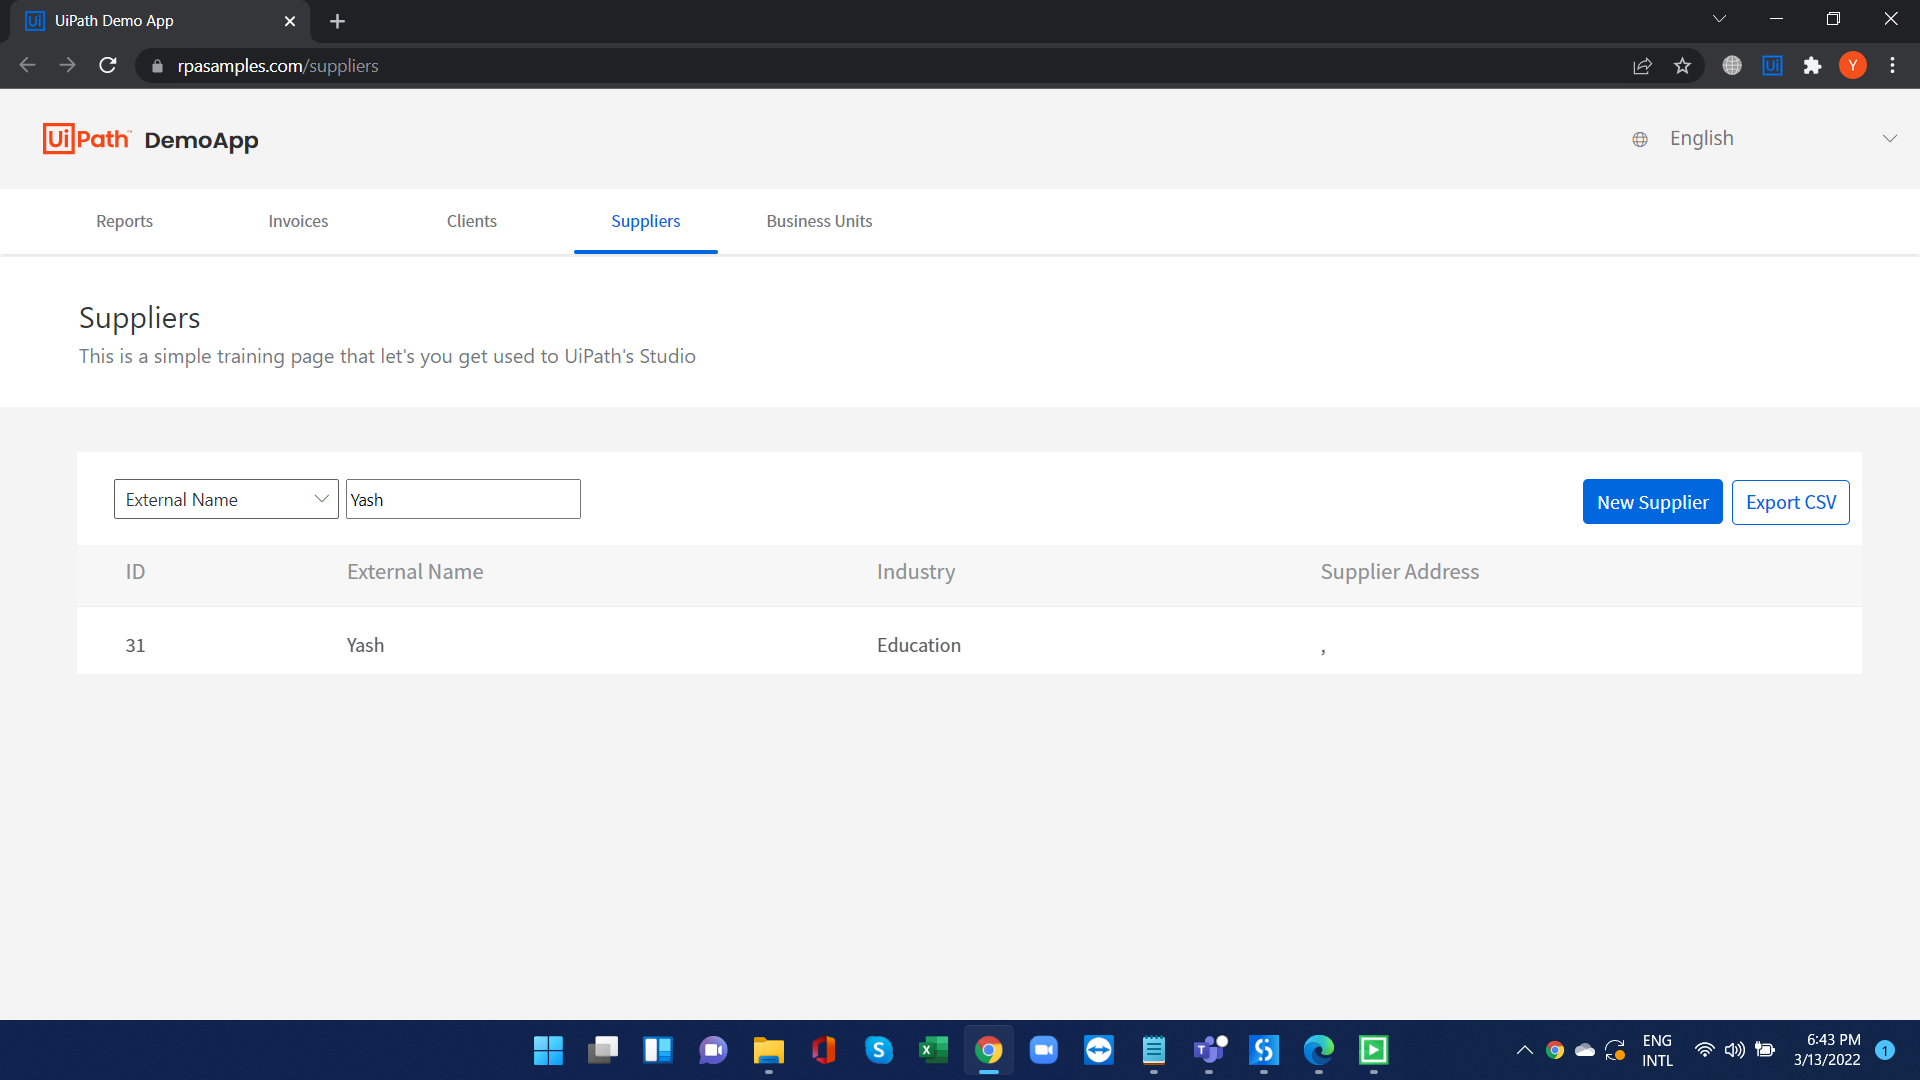 UiPath Demo App
rpasamples.com/suppliers
Y
UiPath™ DemoApp
English
Reports
Invoices
Clients
Suppliers
Business Units
Suppliers
This is a simple training page that let's you get used to UiPath's Studio
External Name
Yash
New Supplier
Export CSV
ID External Name Industry Supplier Address
31 Yash Education ,
ENG
INTL
6:43 PM
3/13/2022
1